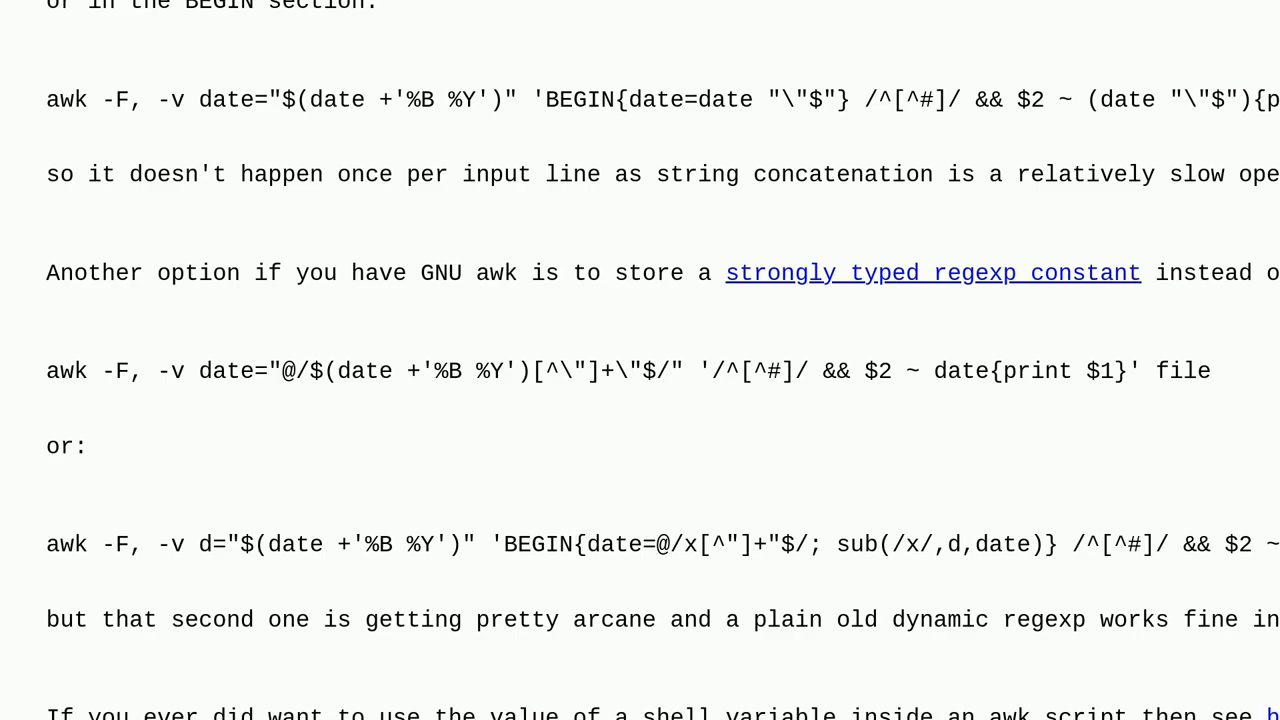 or in the BEGIN section:
awk -F, -v date="$(date +'%B %Y')" 'BEGIN{date=date "\"$"} /^[^#]/ && $2 ~ (date "\"$"){p
so it doesn't happen once per input line as string concatenation is a relatively slow ope
Another option if you have GNU awk is to store a strongly typed regexp constant instead o
awk -F, -v date="@/$(date +'%B %Y')[^\"]+\"$/" '/^[^#]/ && $2 ~ date{print $1}' file
or:
awk -F, -v d="$(date +'%B %Y')" 'BEGIN{date=@/x[^"]+"$/; sub(/x/,d,date)} /^[^#]/ && $2 ~
but that second one is getting pretty arcane and a plain old dynamic regexp works fine in
If you ever did want to use the value of a shell variable inside an awk script then see h